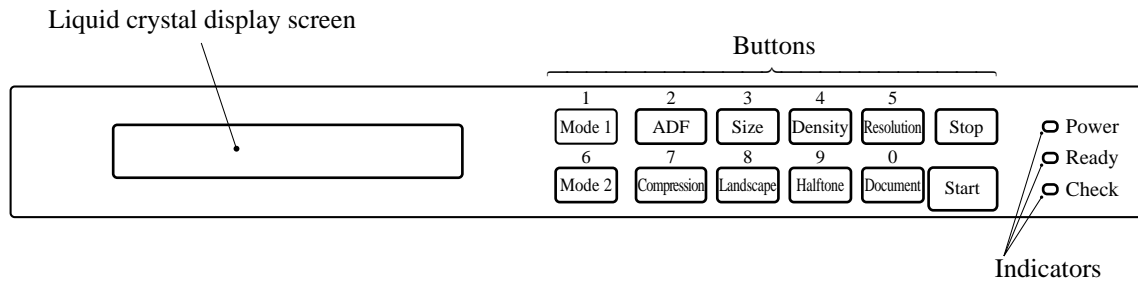 Liquid crystal display screen
Buttons
1 2 3 4 5
Mode 1 ADF Size Density Resolution Stop
6 7 8 9 0
Mode 2 Compression Landscape Halftone Document Start
Power
Ready
Check
Indicators